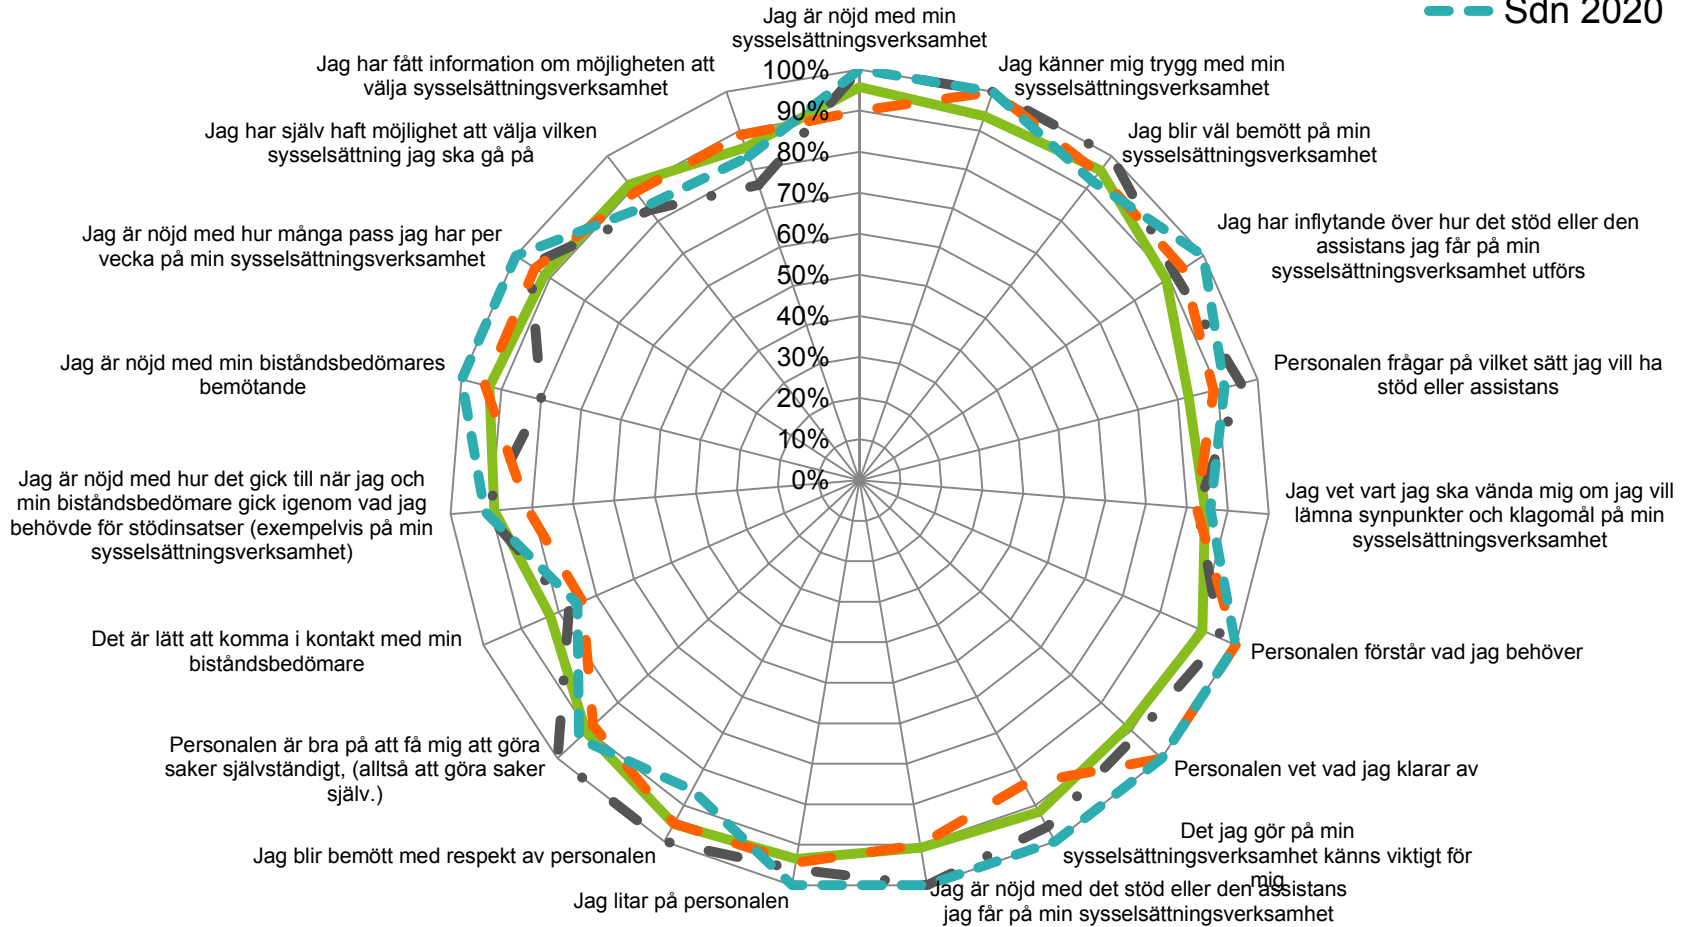 Sdn 2020
Jag är nöjd med min
sysselsättningsverksamhet
Jag känner mig trygg med min
sysselsättningsverksamhet
Jag blir väl bemött på min
sysselsättningsverksamhet
Jag har inflytande över hur det stöd eller den
assistans jag får på min
sysselsättningsverksamhet utförs
Personalen frågar på vilket sätt jag vill ha
stöd eller assistans
Jag vet vart jag ska vända mig om jag vill
lämna synpunkter och klagomål på min
sysselsättningsverksamhet
Personalen förstår vad jag behöver
Personalen vet vad jag klarar av
Det jag gör på min
sysselsättningsverksamhet känns viktigt för
mig
Jag är nöjd med det stöd eller den assistans
jag får på min sysselsättningsverksamhet
Jag litar på personalen
Jag blir bemött med respekt av personalen
Personalen är bra på att få mig att göra
saker självständigt, (alltså att göra saker
själv.)
Det är lätt att komma i kontakt med min
biståndsbedömare
Jag är nöjd med hur det gick till när jag och
min biståndsbedömare gick igenom vad jag
behövde för stödinsatser (exempelvis på min
sysselsättningsverksamhet)
Jag är nöjd med min biståndsbedömares
bemötande
Jag är nöjd med hur många pass jag har per
vecka på min sysselsättningsverksamhet
Jag har själv haft möjlighet att välja vilken
sysselsättning jag ska gå på
Jag har fått information om möjligheten att
välja sysselsättningsverksamhet
100%
90%
80%
70%
60%
50%
40%
30%
20%
10%
0%